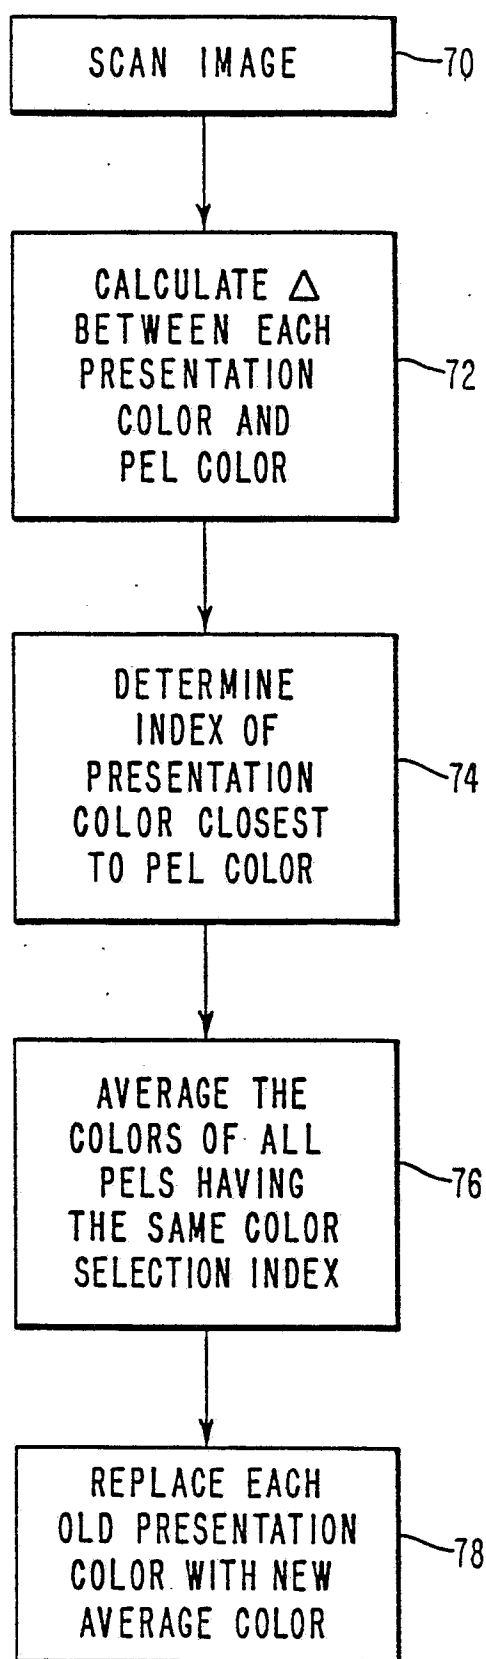 SCAN IMAGE
70
CALCULATE Δ
BETWEEN EACH
PRESENTATION
COLOR AND
PEL COLOR
72
DETERMINE
INDEX OF
PRESENTATION
COLOR CLOSEST
TO PEL COLOR
74
AVERAGE THE
COLORS OF ALL
PELS HAVING
THE SAME COLOR
SELECTION INDEX
76
REPLACE EACH
OLD PRESENTATION
COLOR WITH NEW
AVERAGE COLOR
78